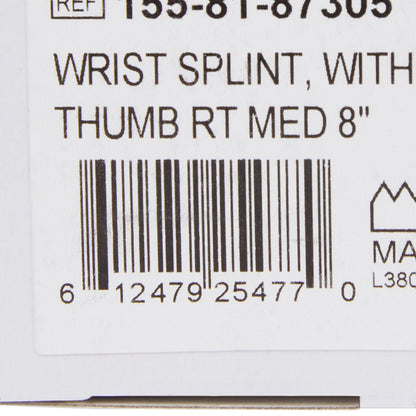 REF 155-81-87305
WRIST SPLINT, WITH
THUMB RT MED 8"
6 12479 25477 0
MA
L380